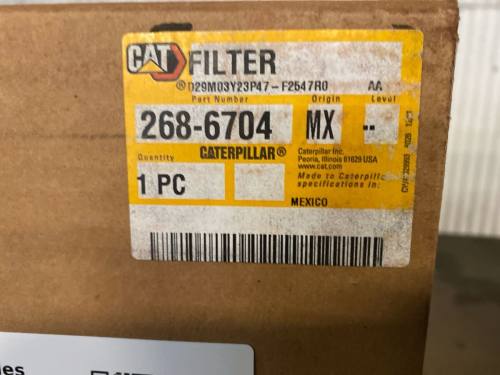 CAT FILTER
® D29M03Y23P47-F2547R0 AA
Part Number Origin Level
268-6704 MX --
Quantity CATERPILLAR® Caterpillar Inc.
Peoria, Illinois 61629 USA
www.cat.com
1 PC Made to Caterpillar
specifications in:
MEXICO